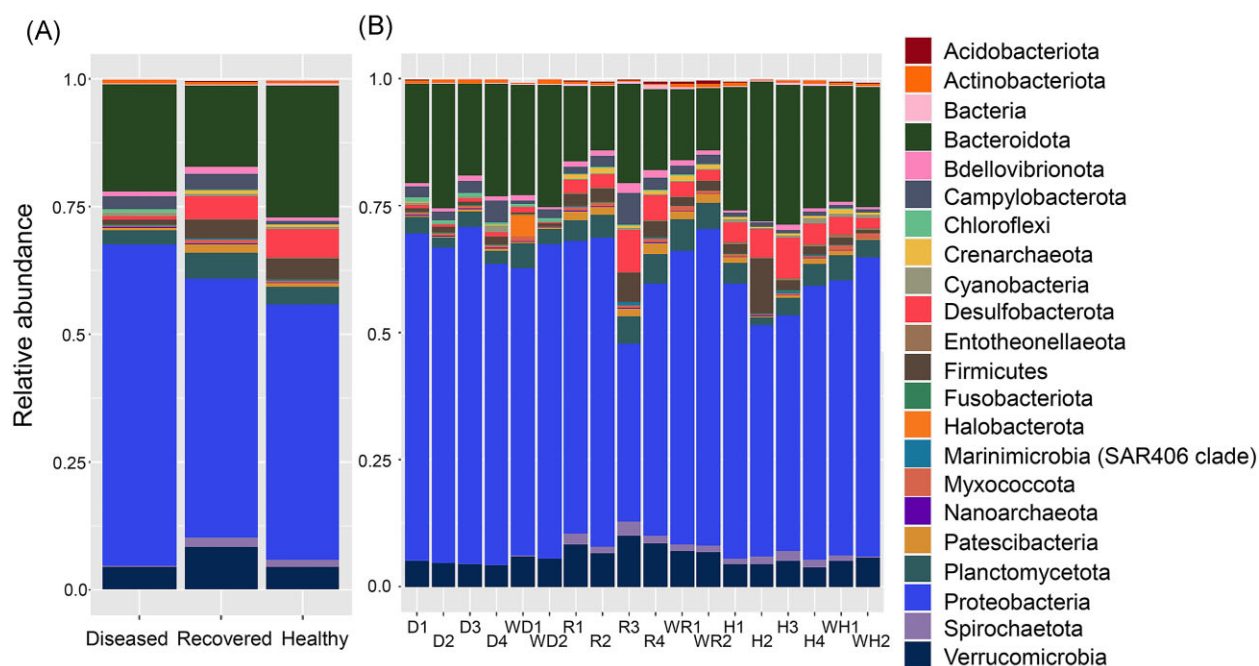 (A)
(B)
Relative abundance
1.0
0.75
0.5
0.25
0.0
Diseased Recovered Healthy
1.0
0.75
0.5
0.25
0.0
D1 D3 WD1 R1 R3 WR1 H1 H3 WH1
D2 D4 WD2 R2 R4 WR2 H2 H4 WH2
Acidobacteriota
Actinobacteriota
Bacteria
Bacteroidota
Bdellovibrionota
Campylobacterota
Chloroflexi
Crenarchaeota
Cyanobacteria
Desulfobacterota
Entotheonellaeota
Firmicutes
Fusobacteriota
Halobacterota
Marinimicrobia (SAR406 clade)
Myxococcota
Nanoarchaeota
Patescibacteria
Planctomycetota
Proteobacteria
Spirochaetota
Verrucomicrobia